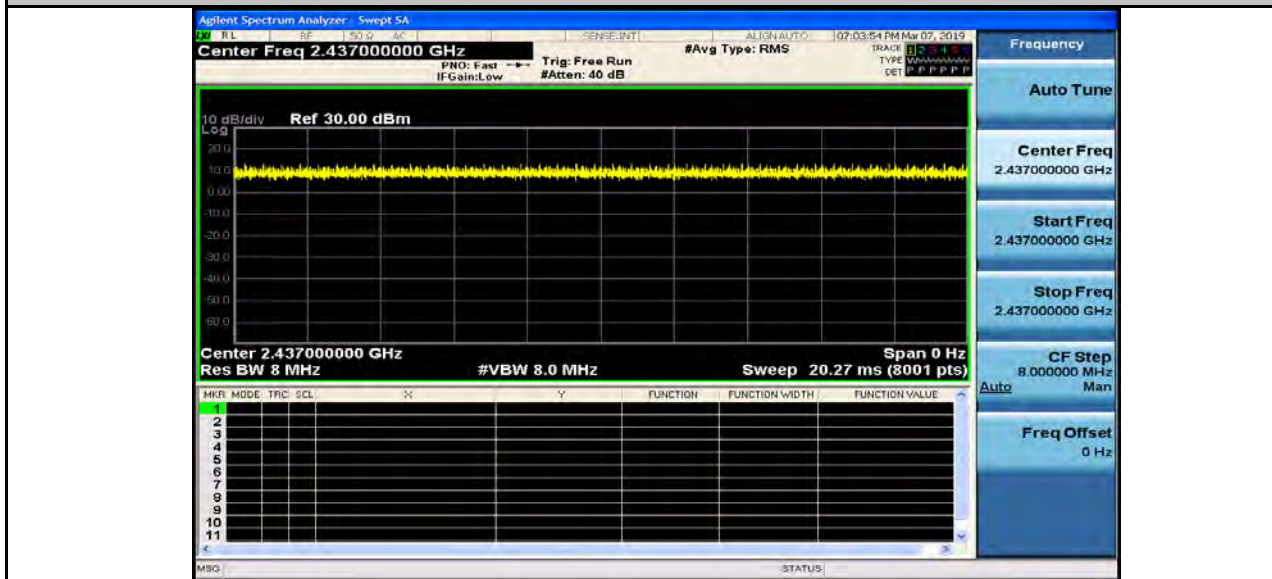 Agilent Spectrum Analyzer - Swept SA
LXI RL RF 50 Ω AC SENSE:INT ALIGN AUTO 07:03:54 PM Mar 07, 2019
Center Freq 2.437000000 GHz
PNO: Fast
IFGain:Low
Trig: Free Run
#Atten: 40 dB
#Avg Type: RMS
TRACE 1 2 3 4 5 6
TYPE
DET P P P P P P
10 dB/div Ref 30.00 dBm
Log
20.0
10.0
0.00
-10.0
-20.0
-30.0
-40.0
-50.0
-60.0
Center 2.437000000 GHz Span 0 Hz
Res BW 8 MHz #VBW 8.0 MHz Sweep 20.27 ms (8001 pts)
MKR MODE TRC SCL X Y FUNCTION FUNCTION WIDTH FUNCTION VALUE
1
2
3
4
5
6
7
8
9
10
11
MSG STATUS
Frequency
Auto Tune
Center Freq
2.437000000 GHz
Start Freq
2.437000000 GHz
Stop Freq
2.437000000 GHz
CF Step
8.000000 MHz
Auto Man
Freq Offset
0 Hz